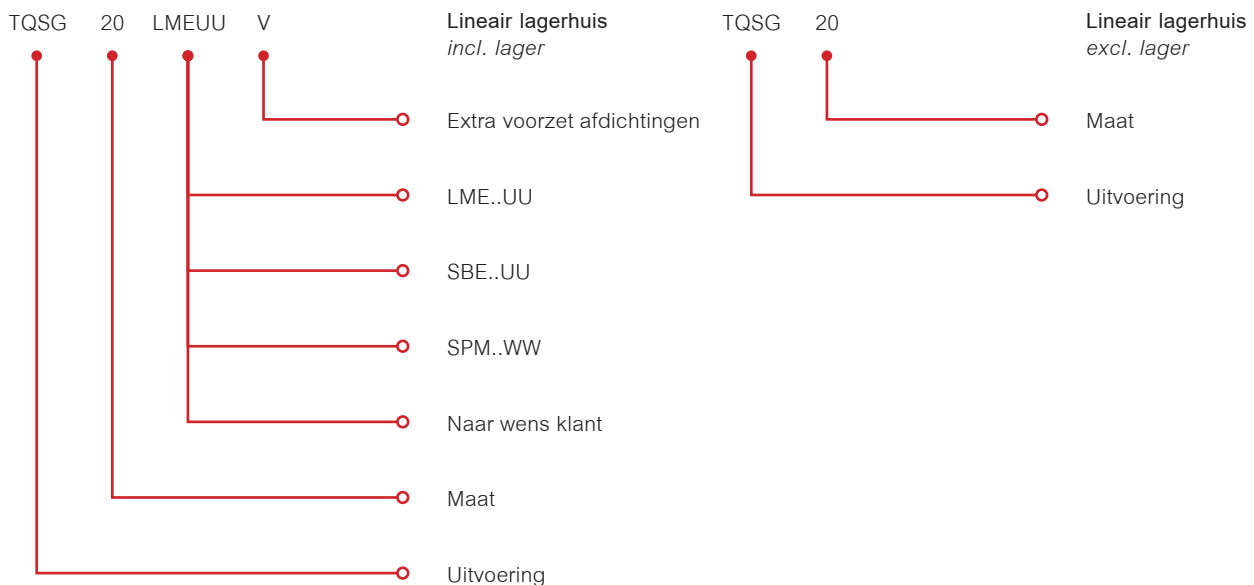 TQSG 20 LMEUU V
Lineair lagerhuis
incl. lager
Extra voorzet afdichtingen
LME..UU
SBE..UU
SPM..WW
Naar wens klant
Maat
Uitvoering
TQSG 20
Lineair lagerhuis
excl. lager
Maat
Uitvoering